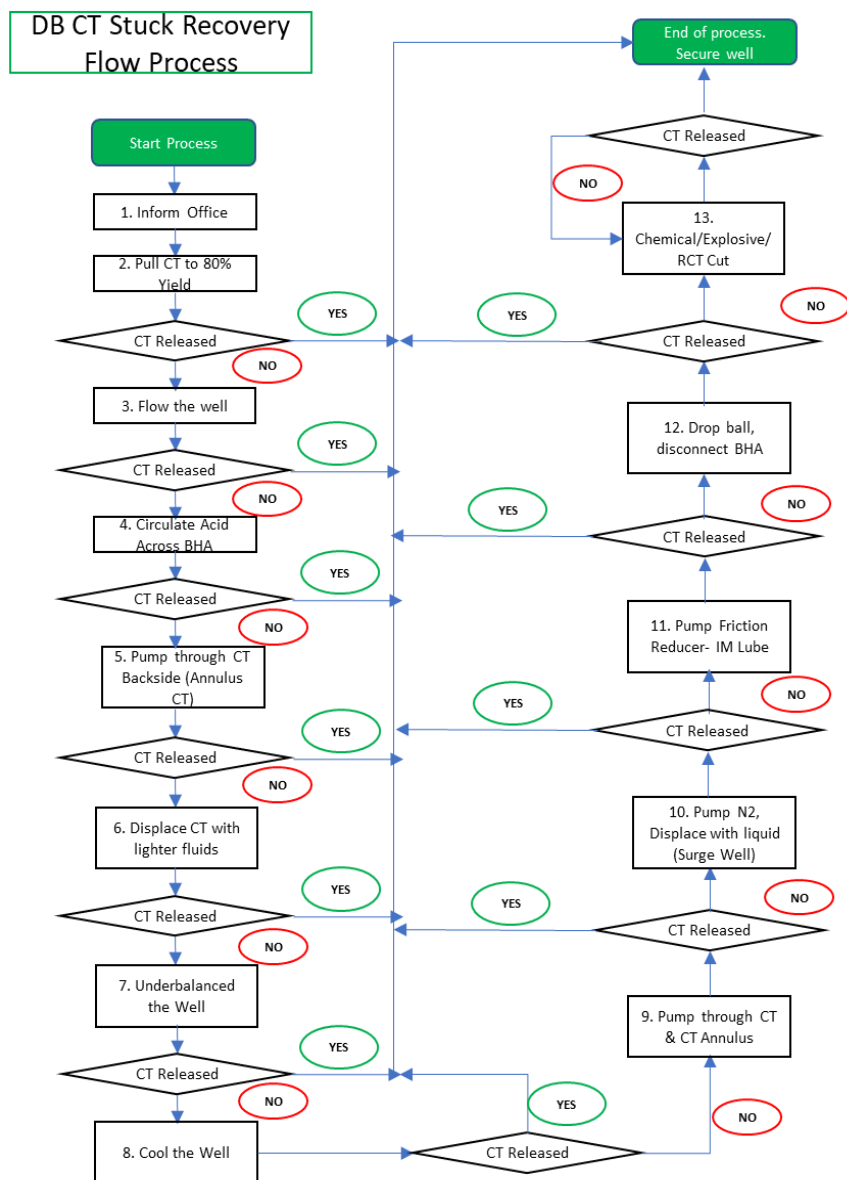 DB CT Stuck Recovery
Flow Process
Start Process
1. Inform Office
2. Pull CT to 80%
Yield
CT Released
YES
NO
3. Flow the well
CT Released
YES
NO
4. Circulate Acid
Across BHA
CT Released
YES
NO
5. Pump through CT
Backside (Annulus
CT)
CT Released
YES
NO
6. Displace CT with
lighter fluids
CT Released
YES
NO
7. Underbalanced
the Well
CT Released
YES
NO
8. Cool the Well
CT Released
YES
NO
9. Pump through CT
& CT Annulus
CT Released
YES
NO
10. Pump N2,
Displace with liquid
(Surge Well)
CT Released
YES
NO
11. Pump Friction
Reducer- IM Lube
CT Released
YES
NO
12. Drop ball,
disconnect BHA
CT Released
YES
NO
13.
Chemical/Explosive/
RCT Cut
CT Released
NO
End of process.
Secure well